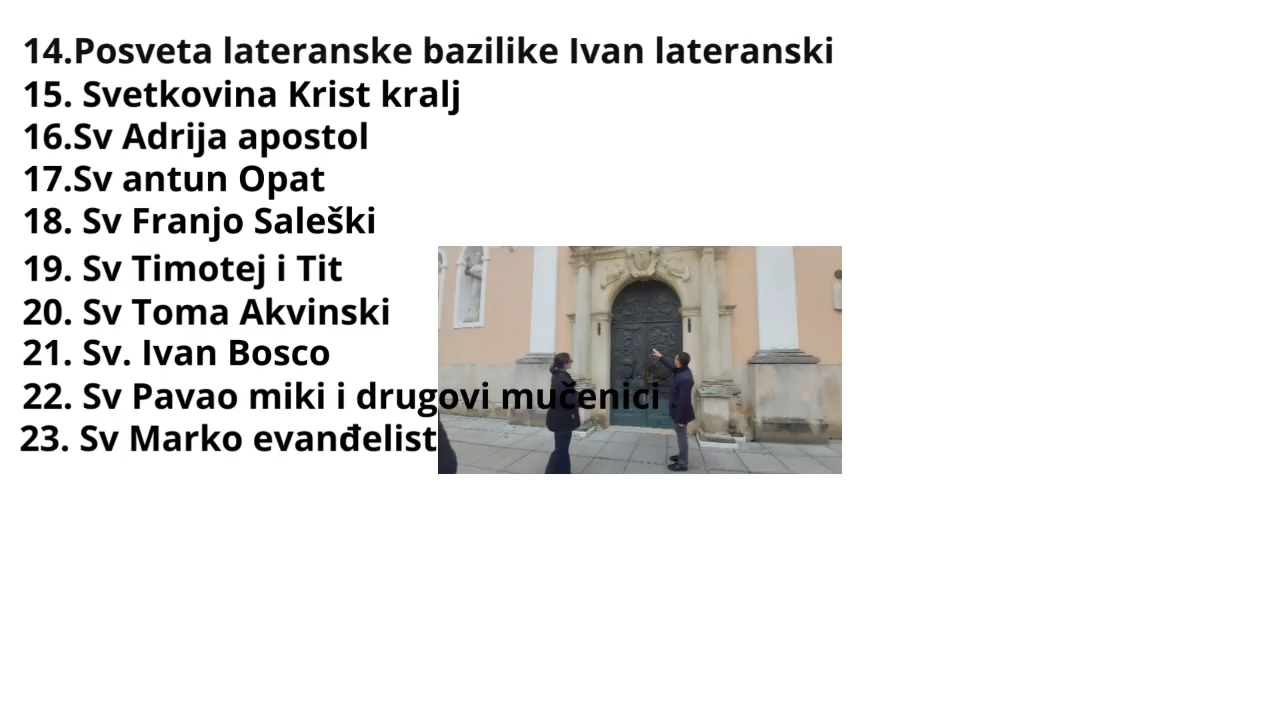 14.Posveta lateranske bazilike Ivan lateranski
15. Svetkovina Krist kralj
16.Sv Adrija apostol
17.Sv antun Opat
18. Sv Franjo Saleški
19. Sv Timotej i Tit
20. Sv Toma Akvinski
21. Sv. Ivan Bosco
22. Sv Pavao miki i drugovi mučenici
23. Sv Marko evanđelist